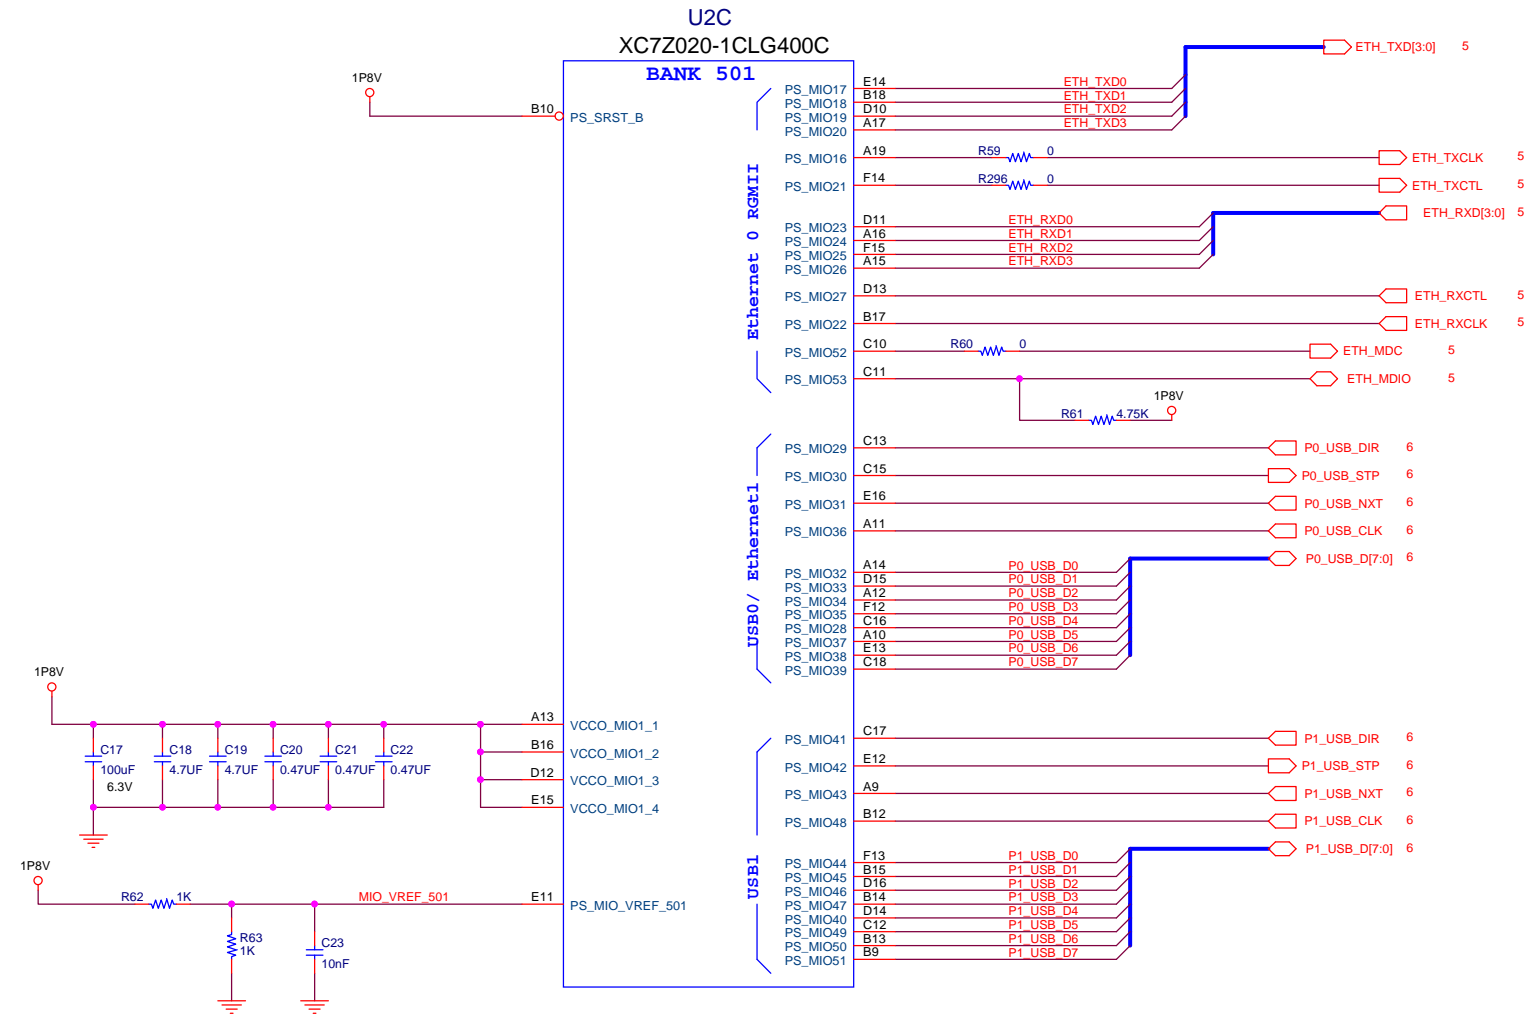 U2C
XC7Z020-1CLG400C
BANK 501
1P8V
B10 PS_SRST_B
Ethernet 0 RGMII
PS_MIO17 E14 ETH_TXD0
PS_MIO18 B18 ETH_TXD1
PS_MIO19 D10 ETH_TXD2
PS_MIO20 A17 ETH_TXD3
ETH_TXD[3:0] 5
PS_MIO16 A19 R59 0 ETH_TXCLK 5
PS_MIO21 F14 R296 0 ETH_TXCTL 5
ETH_RXD[3:0] 5
PS_MIO23 D11 ETH_RXD0
PS_MIO24 A16 ETH_RXD1
PS_MIO25 F15 ETH_RXD2
PS_MIO26 A15 ETH_RXD3
PS_MIO27 D13 ETH_RXCTL 5
PS_MIO22 B17 ETH_RXCLK 5
PS_MIO52 C10 R60 0 ETH_MDC 5
PS_MIO53 C11 ETH_MDIO 5
1P8V
R61 4.75K
USB0/ Ethernet1
PS_MIO29 C13 P0_USB_DIR 6
PS_MIO30 C15 P0_USB_STP 6
PS_MIO31 E16 P0_USB_NXT 6
PS_MIO36 A11 P0_USB_CLK 6
P0_USB_D[7:0] 6
PS_MIO32 A14 P0_USB_D0
PS_MIO33 D15 P0_USB_D1
PS_MIO34 A12 P0_USB_D2
PS_MIO35 F12 P0_USB_D3
PS_MIO28 C16 P0_USB_D4
PS_MIO37 A10 P0_USB_D5
PS_MIO38 E13 P0_USB_D6
PS_MIO39 C18 P0_USB_D7
1P8V
A13 VCCO_MIO1_1
B16 VCCO_MIO1_2
D12 VCCO_MIO1_3
E15 VCCO_MIO1_4
C17 C18 C19 C20 C21 C22
100uF 4.7UF 4.7UF 0.47UF 0.47UF 0.47UF
6.3V
USB1
PS_MIO41 C17 P1_USB_DIR 6
PS_MIO42 E12 P1_USB_STP 6
PS_MIO43 A9 P1_USB_NXT 6
PS_MIO48 B12 P1_USB_CLK 6
P1_USB_D[7:0] 6
PS_MIO44 F13 P1_USB_D0
PS_MIO45 B15 P1_USB_D1
PS_MIO46 D16 P1_USB_D2
PS_MIO47 B14 P1_USB_D3
PS_MIO40 D14 P1_USB_D4
PS_MIO49 C12 P1_USB_D5
PS_MIO50 B13 P1_USB_D6
PS_MIO51 B9 P1_USB_D7
1P8V
R62 1K MIO_VREF_501 E11 PS_MIO_VREF_501
R63
1K
C23
10nF